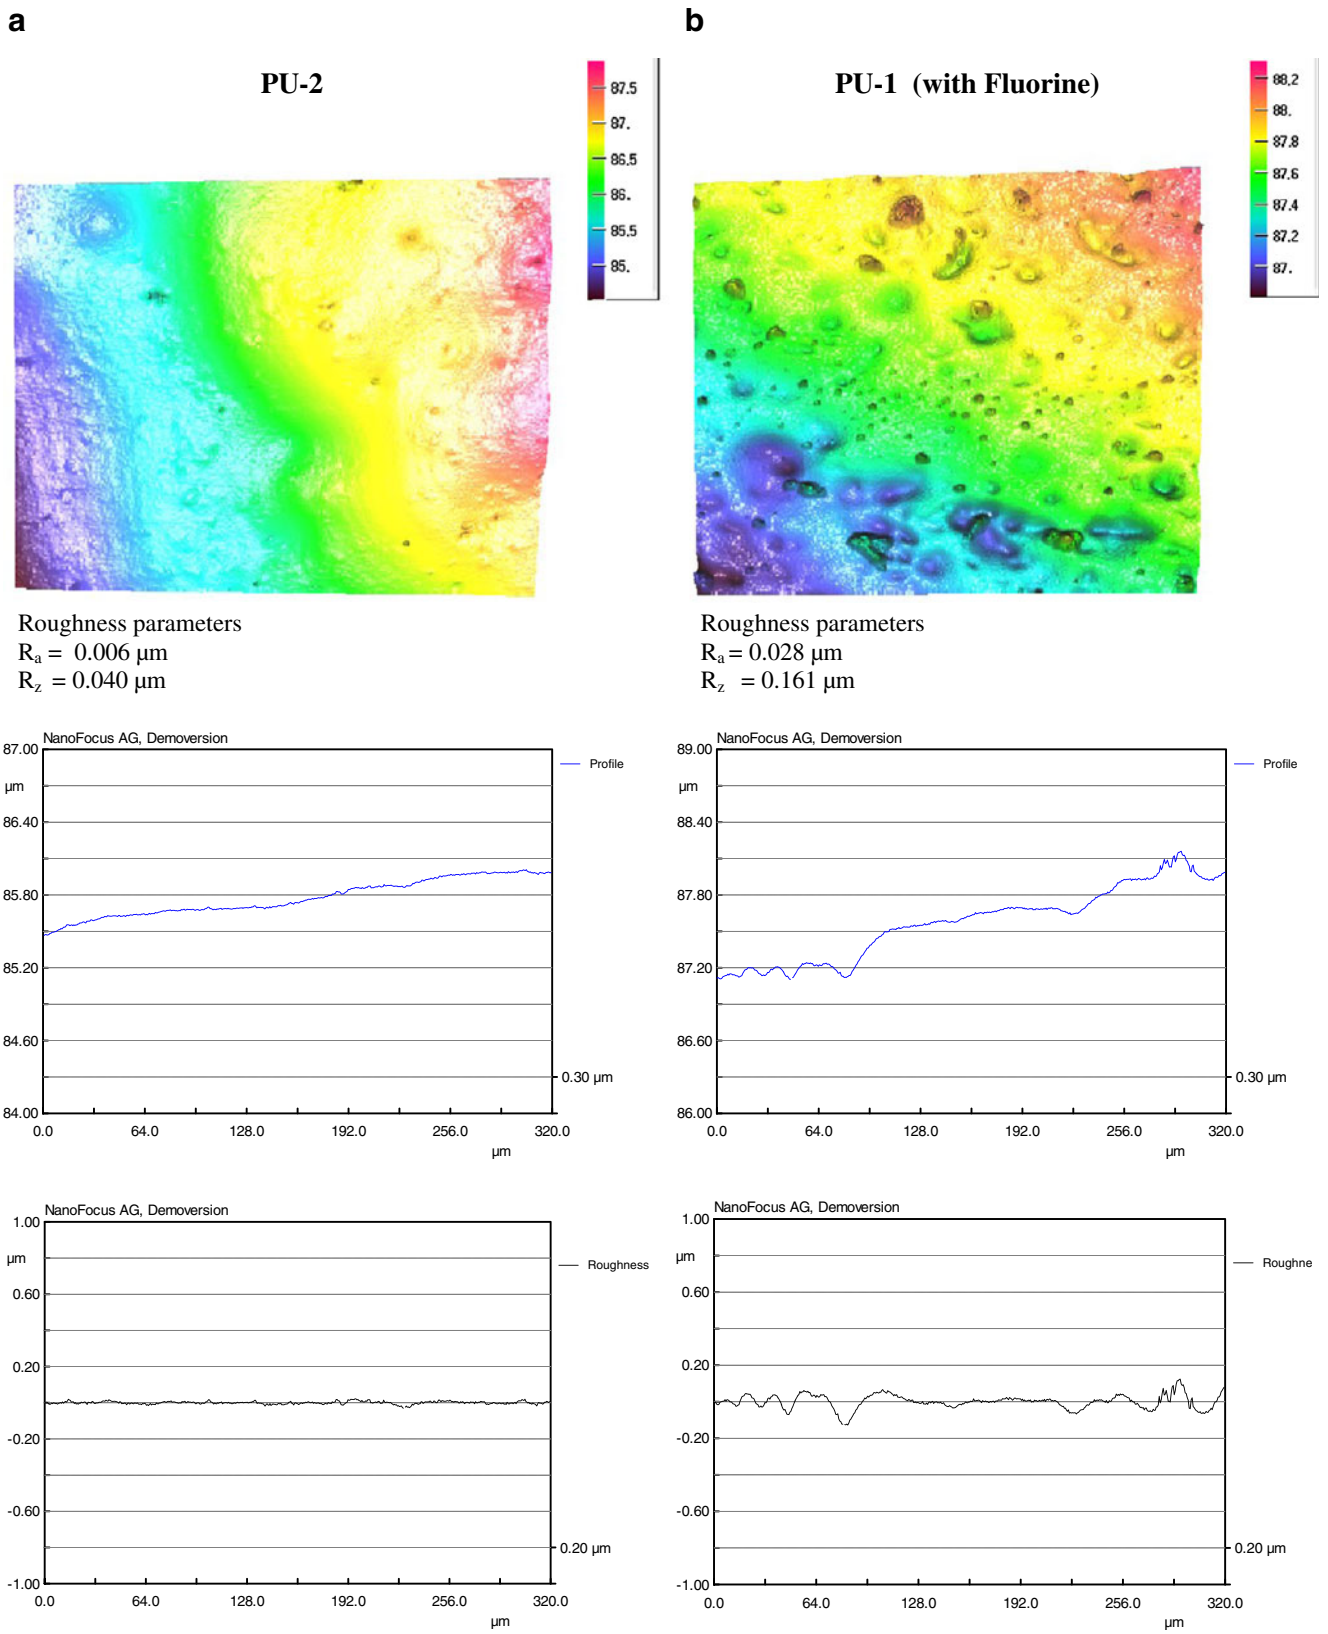 a
b
PU-2
PU-1 (with Fluorine)
87.5
87.
86.5
86.
85.5
85.
88.2
88.
87.8
87.6
87.4
87.2
87.
Roughness parameters
Ra = 0.006 µm
Rz = 0.040 µm
Roughness parameters
Ra = 0.028 µm
Rz = 0.161 µm
NanoFocus AG, Demoversion
87.00
µm
86.40
85.80
85.20
84.60
84.00
Profile
0.30 µm
0.0 64.0 128.0 192.0 256.0 320.0
µm
NanoFocus AG, Demoversion
89.00
µm
88.40
87.80
87.20
86.60
86.00
Profile
0.30 µm
0.0 64.0 128.0 192.0 256.0 320.0
µm
NanoFocus AG, Demoversion
1.00
µm
0.60
0.20
-0.20
-0.60
-1.00
Roughness
0.20 µm
0.0 64.0 128.0 192.0 256.0 320.0
µm
NanoFocus AG, Demoversion
1.00
µm
0.60
0.20
-0.20
-0.60
-1.00
Roughne
0.20 µm
0.0 64.0 128.0 192.0 256.0 320.0
µm